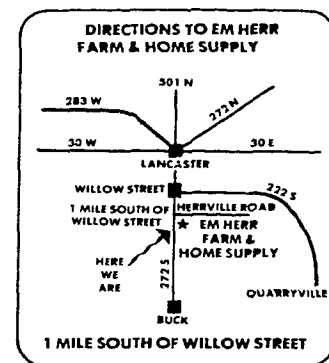 DIRECTIONS TO EM HERR
FARM & HOME SUPPLY
501 N
283 W
272 N
30 W
30 E
LANCASTER
WILLOW STREET
222 S
1 MILE SOUTH OF
WILLOW STREET
HERRVILLE ROAD
★ EM HERR
FARM &
HOME SUPPLY
HERE
WE
ARE
272 S
QUARRYVILLE
BUCK
1 MILE SOUTH OF WILLOW STREET